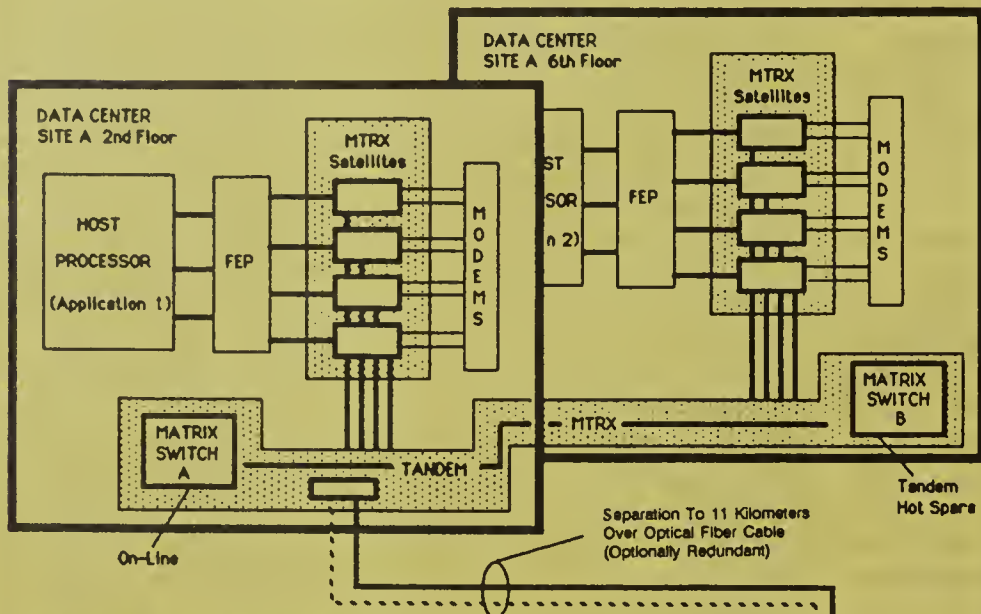 DATA CENTER
SITE A 6th Floor
MTRX
Satellites
FEP
MODEMS
ST
SOR
n 2)
DATA CENTER
SITE A 2nd Floor
MTRX
Satellites
HOST
PROCESSOR
(Application 1)
FEP
MODEMS
MATRIX
SWITCH
A
TANDEM
MTRX
MATRIX
SWITCH
B
On-Line
Tandem
Hot Spare
Separation To 11 Kilometers
Over Optical Fiber Cable
(Optionally Redundant)